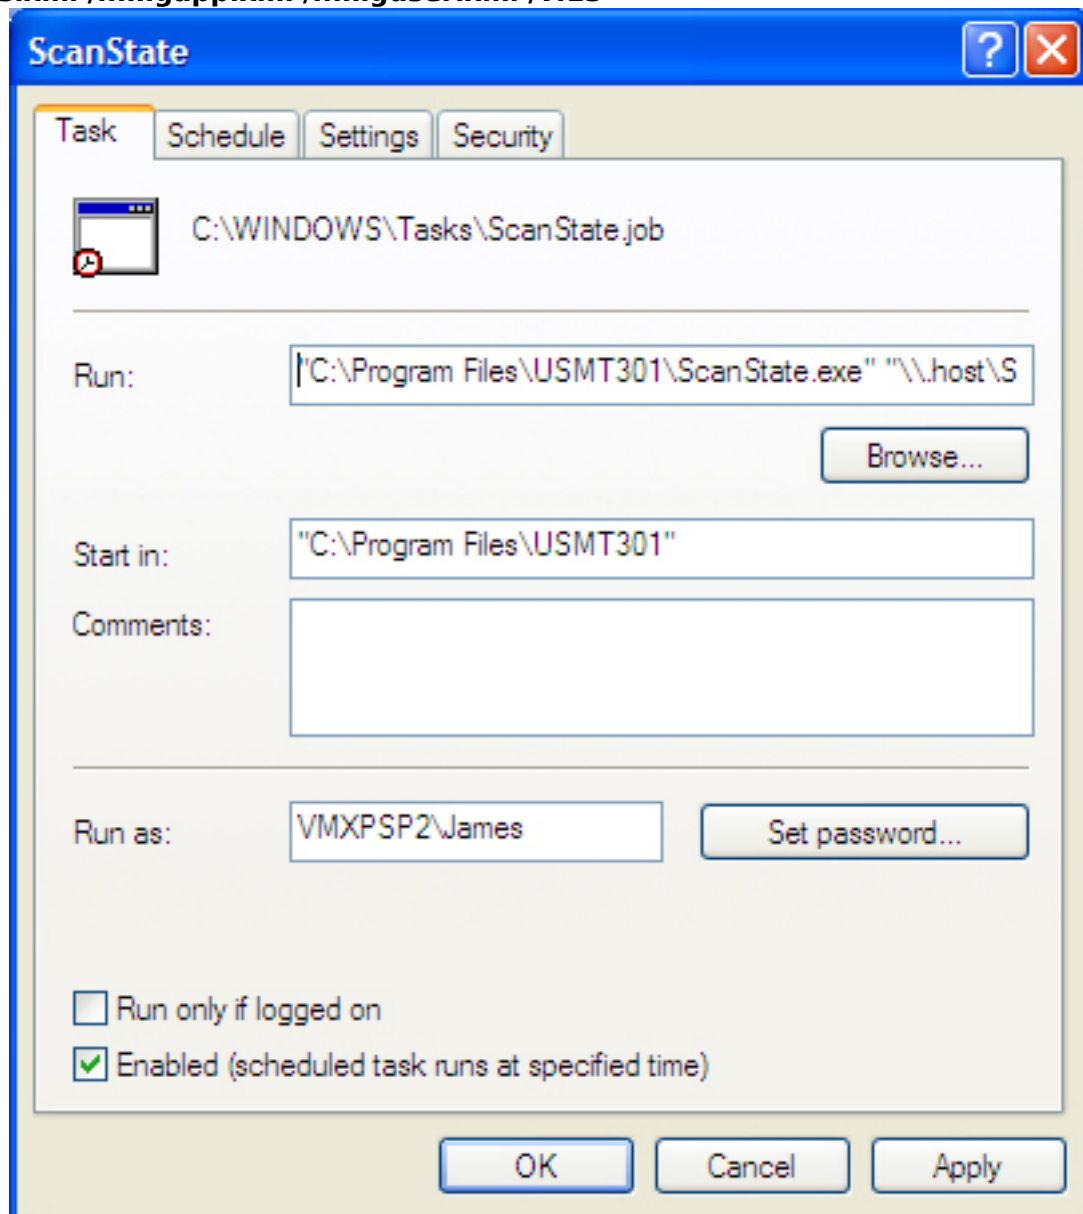 ScanState
Task Schedule Settings Security
C:\WINDOWS\Tasks\ScanState.job
Run: "C:\Program Files\USMT301\ScanState.exe" "\\.host\S
Browse...
Start in: "C:\Program Files\USMT301"
Comments:
Run as: VMXPSP2\James Set password...
Run only if logged on
Enabled (scheduled task runs at specified time)
OK Cancel Apply